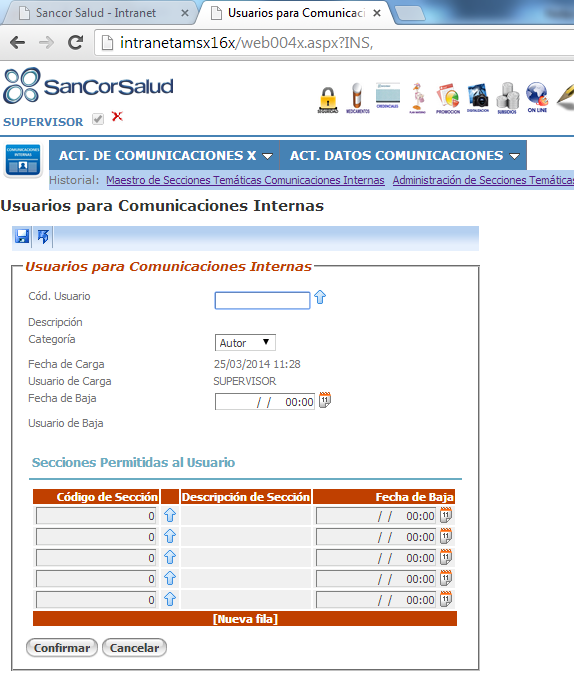 Sancor Salud - Intranet
Usuarios para Comunicaci
intranetamsx16x/web004x.aspx?INS,
SanCorSalud
SUPERVISOR
SEGURIDAD MEDICAMENTOS CREDENCIALES PROMOCION SUBSIDIOS ON LINE
COMUNICACIONES INTERNAS
ACT. DE COMUNICACIONES X ACT. DATOS COMUNICACIONES
Historial: Maestro de Secciones Temáticas Comunicaciones Internas Administración de Secciones Temáticas
Usuarios para Comunicaciones Internas
Usuarios para Comunicaciones Internas
Cód. Usuario
Descripción
Categoría Autor
Fecha de Carga 25/03/2014 11:28
Usuario de Carga SUPERVISOR
Fecha de Baja / / 00:00
Usuario de Baja
Secciones Permitidas al Usuario
Código de Sección Descripción de Sección Fecha de Baja
0 / / 00:00
0 / / 00:00
0 / / 00:00
0 / / 00:00
0 / / 00:00
[Nueva fila]
Confirmar Cancelar